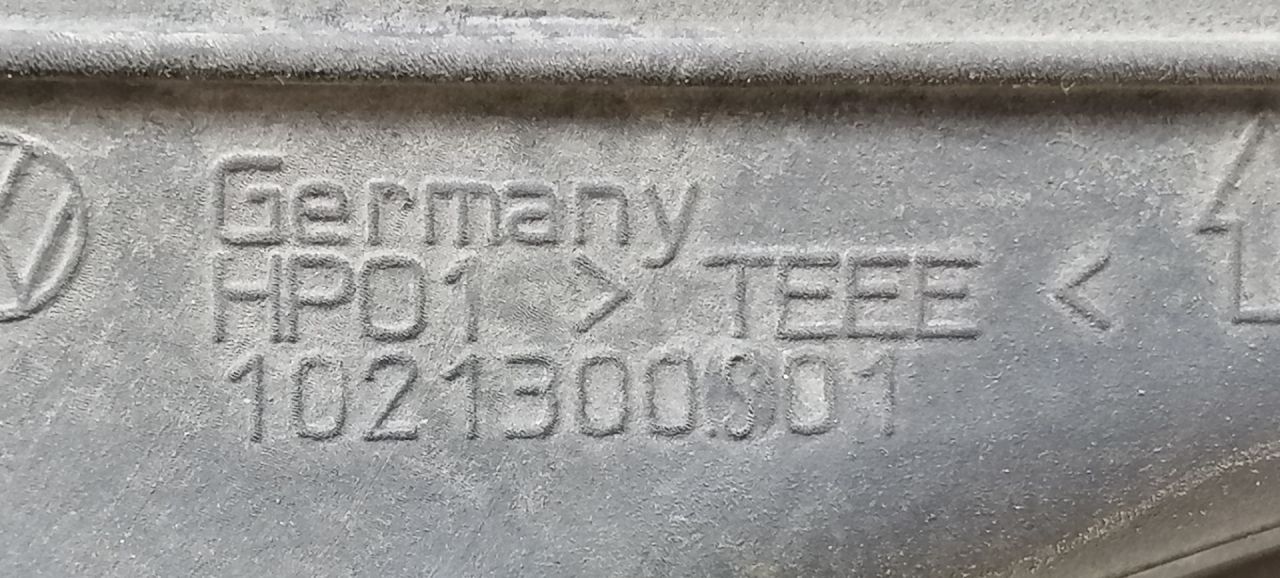 Germany
HP01 >TEEE<
1021300S01